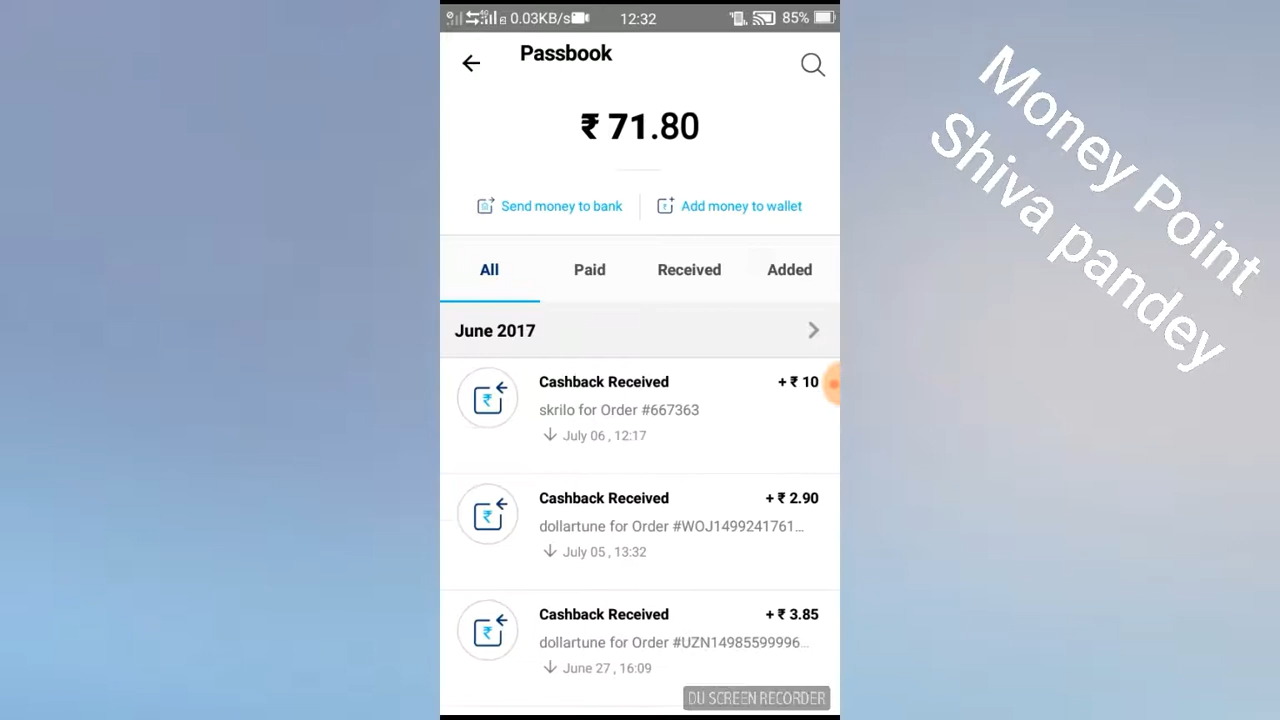 0.03KB/s 12:32 85%
Passbook
₹ 71.80
Send money to bank Add money to wallet
All Paid Received Added
June 2017
Cashback Received + ₹ 10
skrilo for Order #667363
July 06 , 12:17
Cashback Received + ₹ 2.90
dollartune for Order #WOJ1499241761...
July 05 , 13:32
Cashback Received + ₹ 3.85
dollartune for Order #UZN14985599996...
June 27 , 16:09
DU SCREEN RECORDER
Money Point
Shiva pandey